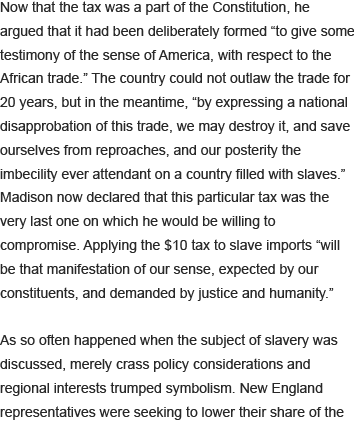 Now that the tax was a part of the Constitution, he
argued that it had been deliberately formed “to give some
testimony of the sense of America, with respect to the
African trade.” The country could not outlaw the trade for
20 years, but in the meantime, “by expressing a national
disapprobation of this trade, we may destroy it, and save
ourselves from reproaches, and our posterity the
imbecility ever attendant on a country filled with slaves.”
Madison now declared that this particular tax was the
very last one on which he would be willing to
compromise. Applying the $10 tax to slave imports “will
be that manifestation of our sense, expected by our
constituents, and demanded by justice and humanity.”

As so often happened when the subject of slavery was
discussed, merely crass policy considerations and
regional interests trumped symbolism. New England
representatives were seeking to lower their share of the